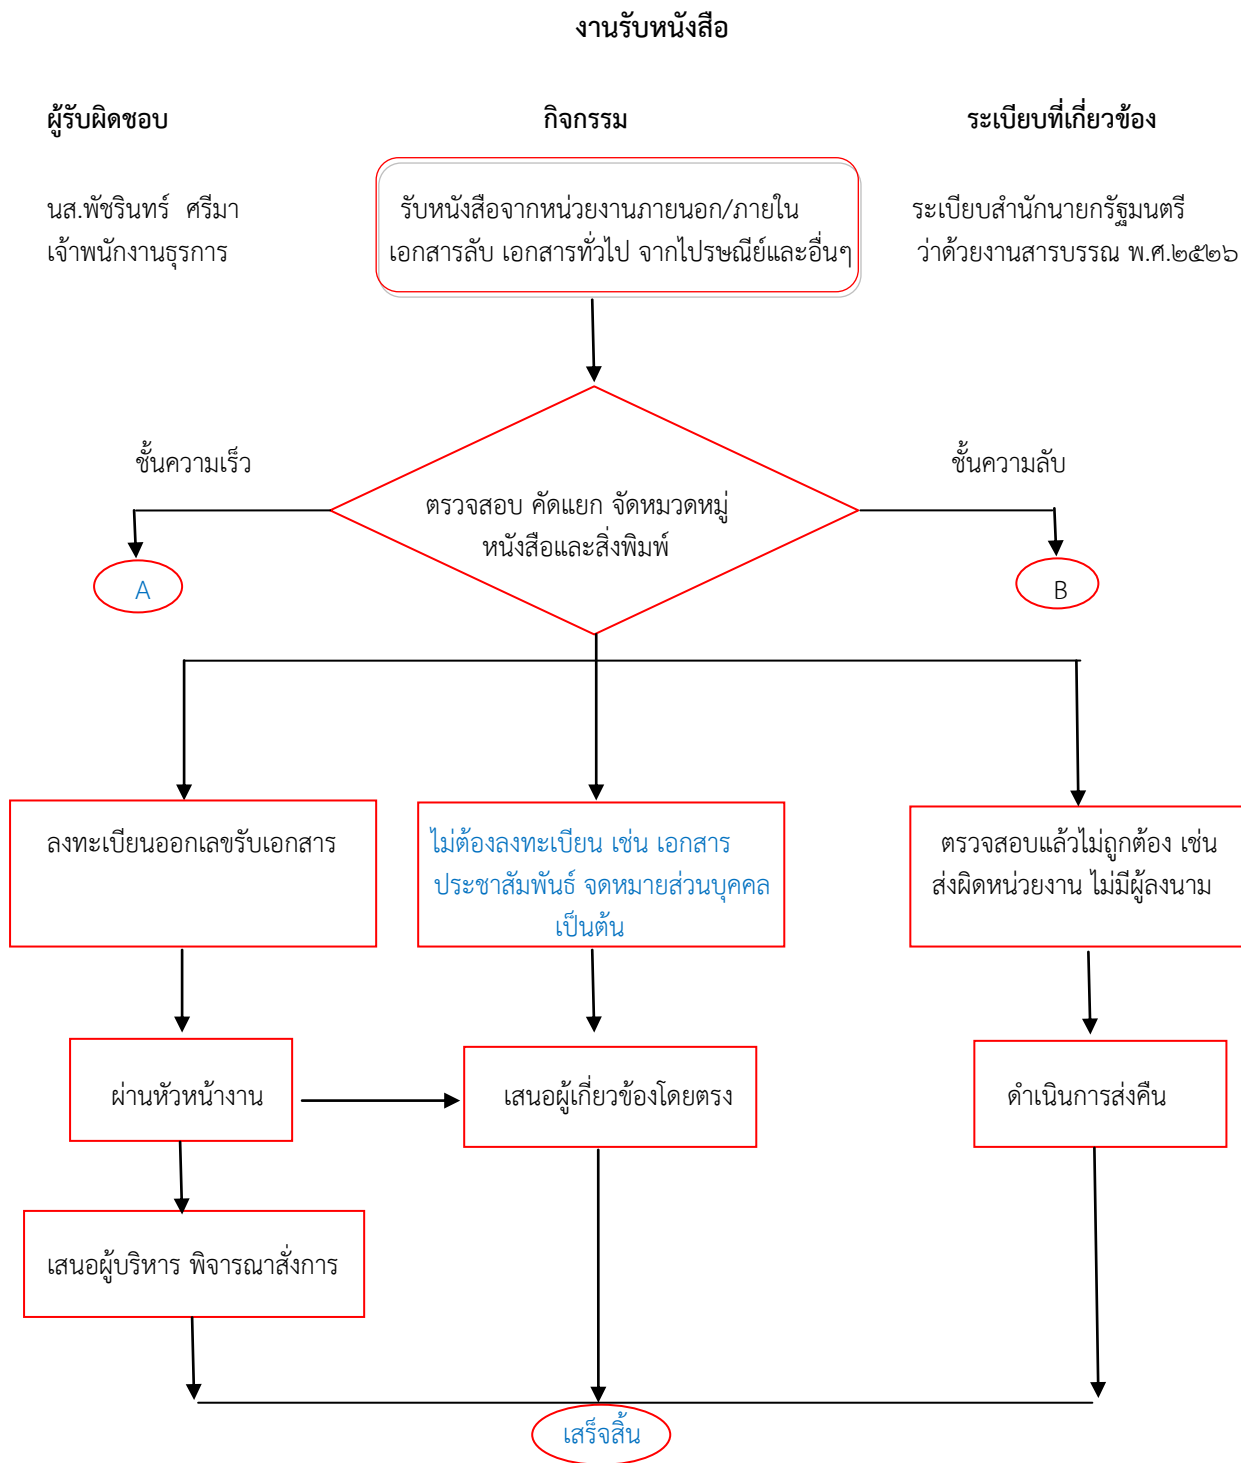 งานรับหนังสือ
ผู้รับผิดชอบ
กิจกรรม
ระเบียบที่เกี่ยวข้อง
นส.พัชรินทร์ ศรีมา
เจ้าพนักงานธุรการ
รับหนังสือจากหน่วยงานภายนอก/ภายใน
เอกสารลับ เอกสารทั่วไป จากไปรษณีย์และอื่นๆ
ระเบียบสำนักนายกรัฐมนตรี
ว่าด้วยงานสารบรรณ พ.ศ.๒๕๒๖
ชั้นความเร็ว
ชั้นความลับ
ตรวจสอบ คัดแยก จัดหมวดหมู่
หนังสือและสิ่งพิมพ์
A
B
ลงทะเบียนออกเลขรับเอกสาร
ไม่ต้องลงทะเบียน เช่น เอกสาร
ประชาสัมพันธ์ จดหมายส่วนบุคคล
เป็นต้น
ตรวจสอบแล้วไม่ถูกต้อง เช่น
ส่งผิดหน่วยงาน ไม่มีผู้ลงนาม
ผ่านหัวหน้างาน
เสนอผู้เกี่ยวข้องโดยตรง
ดำเนินการส่งคืน
เสนอผู้บริหาร พิจารณาสั่งการ
เสร็จสิ้น